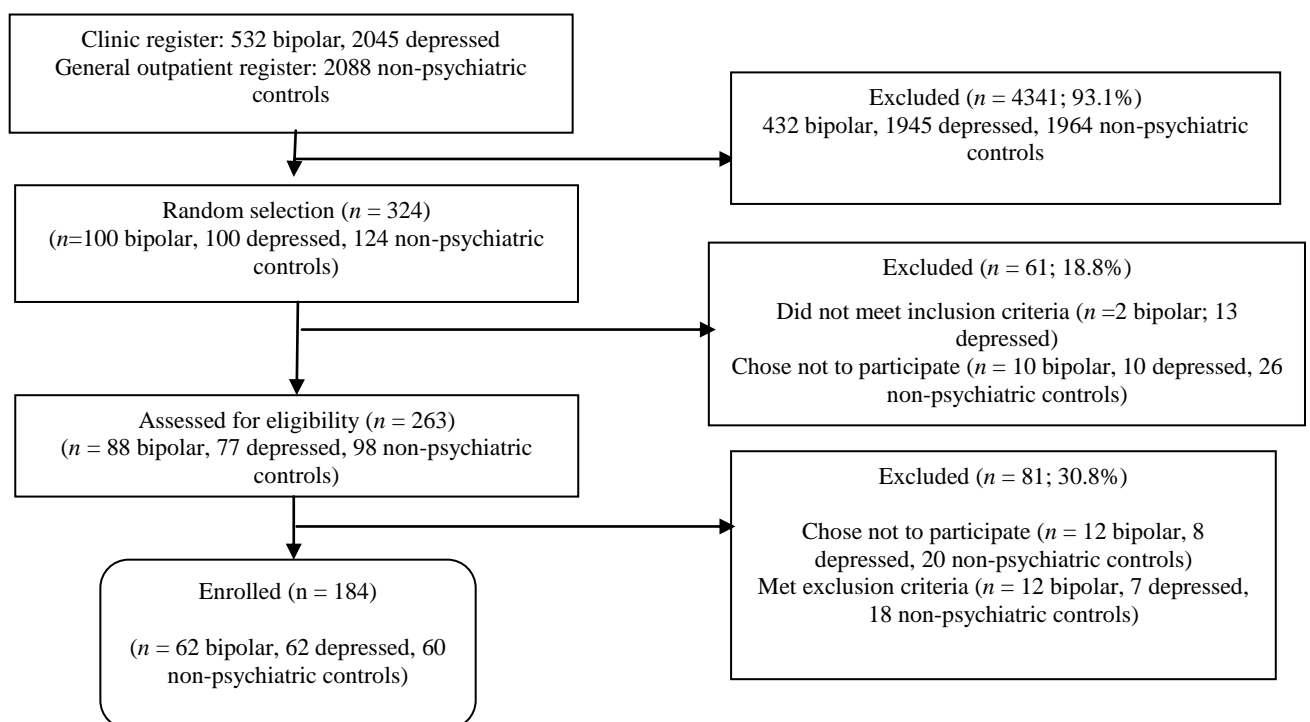 Clinic register: 532 bipolar, 2045 depressed
General outpatient register: 2088 non-psychiatric
controls
Excluded (n = 4341; 93.1%)
432 bipolar, 1945 depressed, 1964 non-psychiatric
controls
Random selection (n = 324)
(n=100 bipolar, 100 depressed, 124 non-psychiatric
controls)
Excluded (n = 61; 18.8%)
Did not meet inclusion criteria (n =2 bipolar; 13
depressed)
Chose not to participate (n = 10 bipolar, 10 depressed, 26
non-psychiatric controls)
Assessed for eligibility (n = 263)
(n = 88 bipolar, 77 depressed, 98 non-psychiatric
controls)
Excluded (n = 81; 30.8%)
Chose not to participate (n = 12 bipolar, 8
depressed, 20 non-psychiatric controls)
Met exclusion criteria (n = 12 bipolar, 7 depressed,
18 non-psychiatric controls)
Enrolled (n = 184)
(n = 62 bipolar, 62 depressed, 60
non-psychiatric controls)